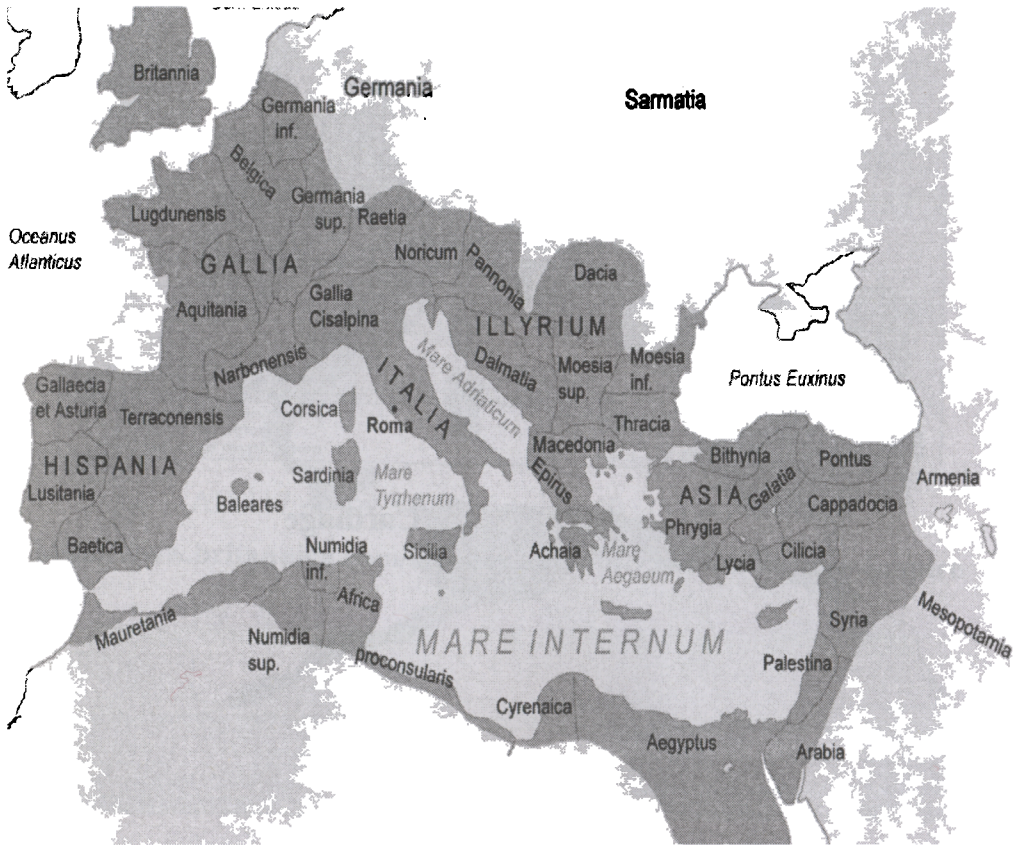 Britannia
Germania
Sarmatia
Germania
inf.
Belgica
Germania
sup.
Raetia
Lugdunensis
Oceanus
Atlanticus
GALLIA
Noricum
Pannonia
Dacia
Aquitania
Gallia
Cisalpina
ILLYRIUM
Mare Adriaticum
Dalmatia
Moesia
sup.
Moesia
inf.
Pontus Euxinus
Narbonensis
ITALIA
Gallaecia
et Asturia
Terraconensis
Corsica
Roma
Thracia
Macedonia
Bithynia
Pontus
HISPANIA
Lusitania
Sardinia
Mare
Tyrrhenum
Epirus
ASIA
Galatia
Cappadocia
Armenia
Baleares
Phrygia
Baetica
Numidia
inf.
Sicilia
Achaia
Mare
Aegaeum
Lycia
Cilicia
Africa
Mauretania
Numidia
sup.
proconsularis
MARE INTERNUM
Syria
Mesopotamia
Palestina
Cyrenaica
Aegyptus
Arabia